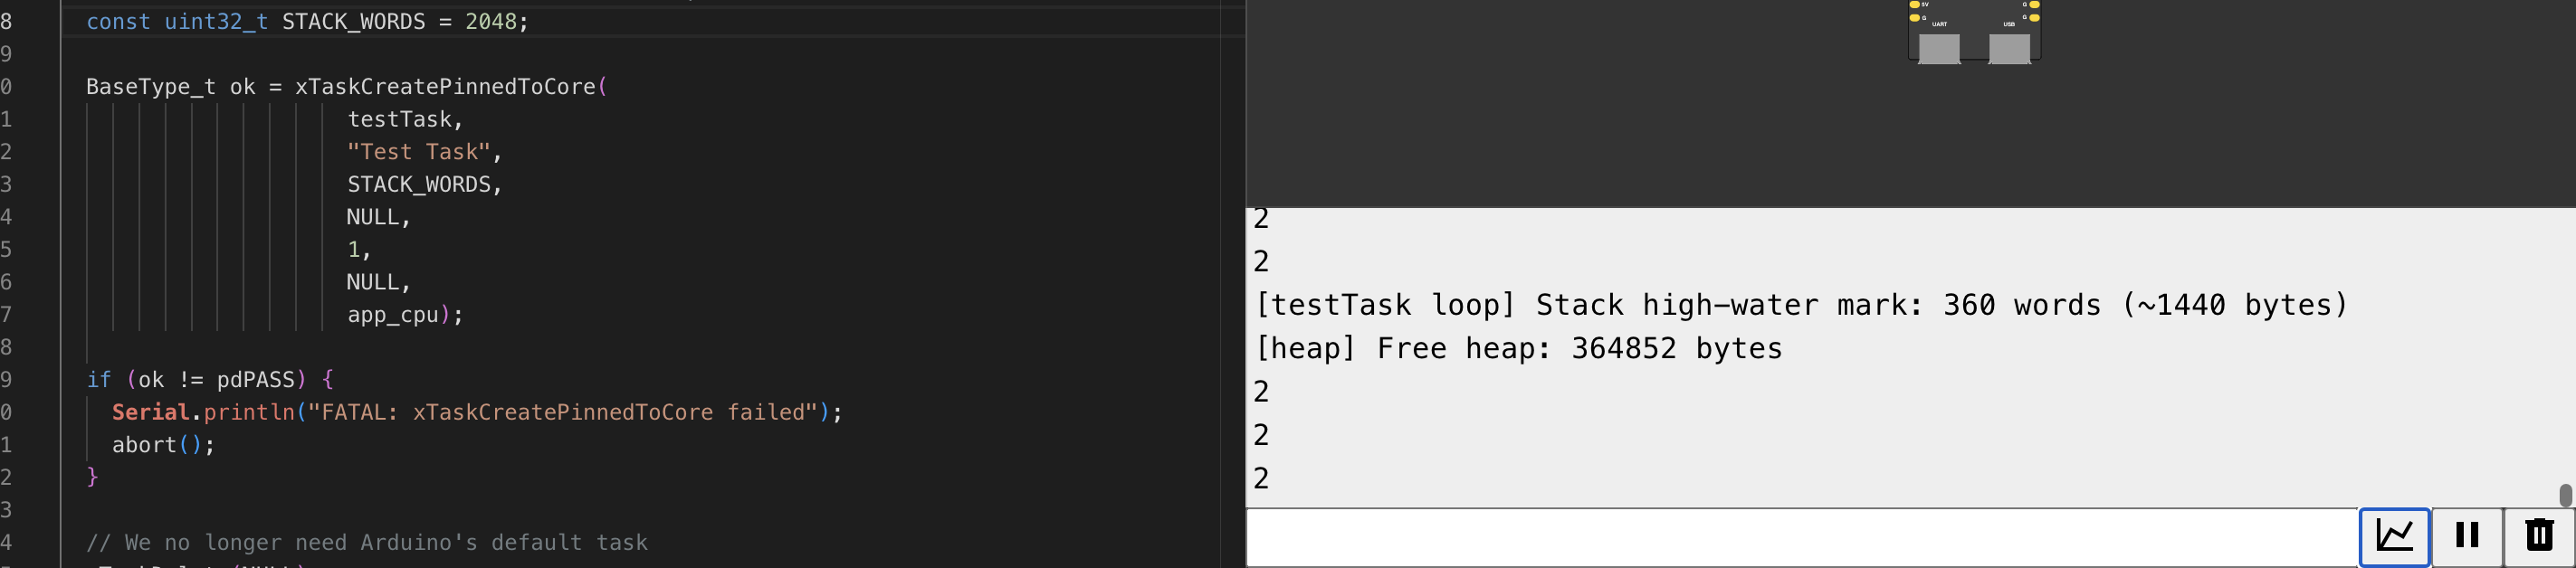 8 const uint32_t STACK_WORDS = 2048;
9
0 BaseType_t ok = xTaskCreatePinnedToCore(
1 testTask,
2 "Test Task",
3 STACK_WORDS,
4 NULL,
5 1,
6 NULL,
7 app_cpu);
8
9 if (ok != pdPASS) {
0 Serial.println("FATAL: xTaskCreatePinnedToCore failed");
1 abort();
2 }
3
4 // We no longer need Arduino's default task
5V G
G G
UART USB
2
2
[testTask loop] Stack high-water mark: 360 words (~1440 bytes)
[heap] Free heap: 364852 bytes
2
2
2